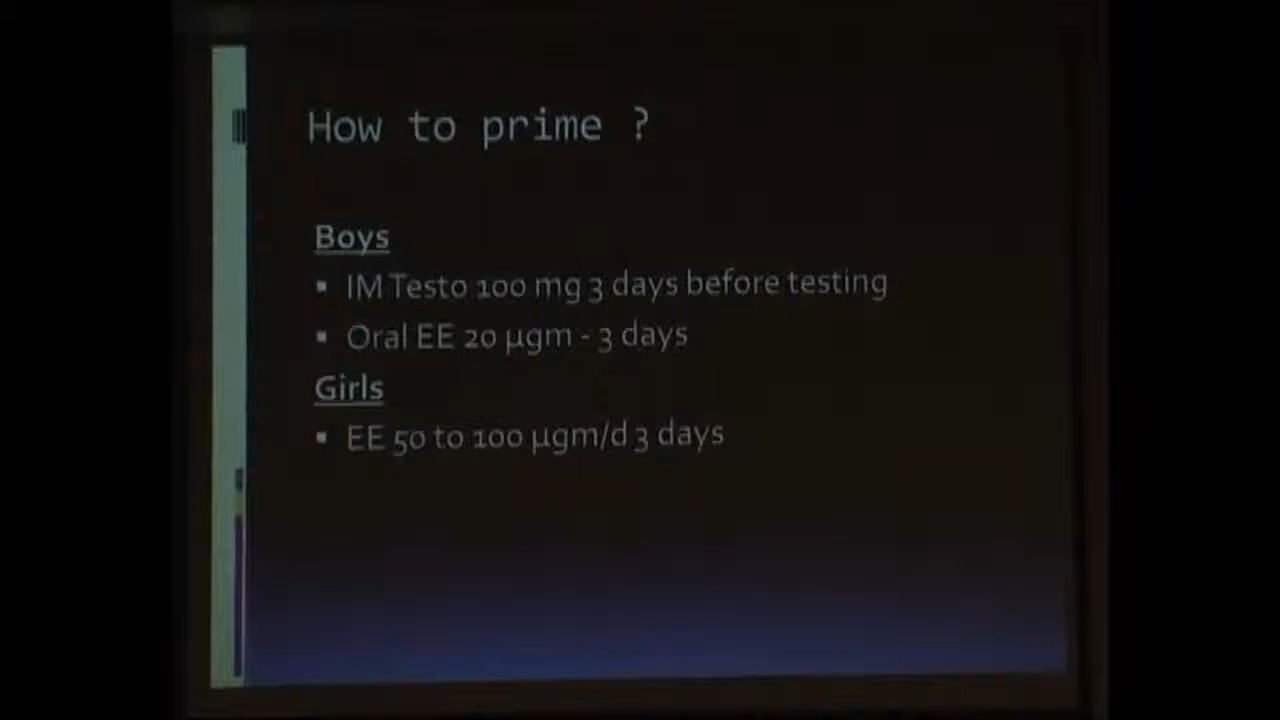 How to prime ?
Boys
▪ IM Testo 100 mg 3 days before testing
▪ Oral EE 20 µgm - 3 days
Girls
▪ EE 50 to 100 µgm/d 3 days